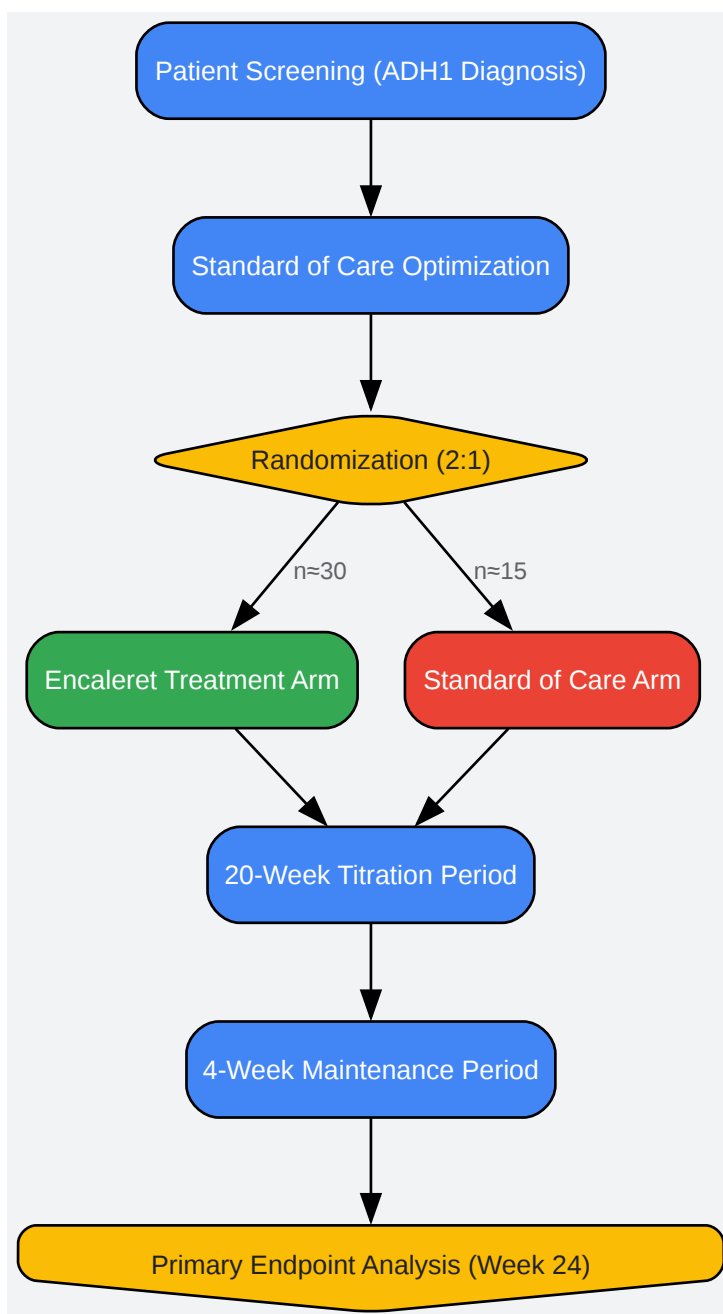 Patient Screening (ADH1 Diagnosis)
Standard of Care Optimization
Randomization (2:1)
n≈30
n≈15
Encaleret Treatment Arm
Standard of Care Arm
20-Week Titration Period
4-Week Maintenance Period
Primary Endpoint Analysis (Week 24)